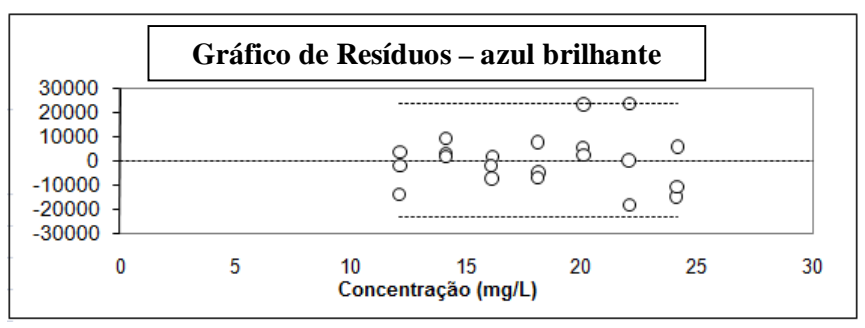 Gráfico de Resíduos – azul brilhante
30000
20000
10000
0
-10000
-20000
-30000
0 5 10 15 20 25 30
Concentração (mg/L)